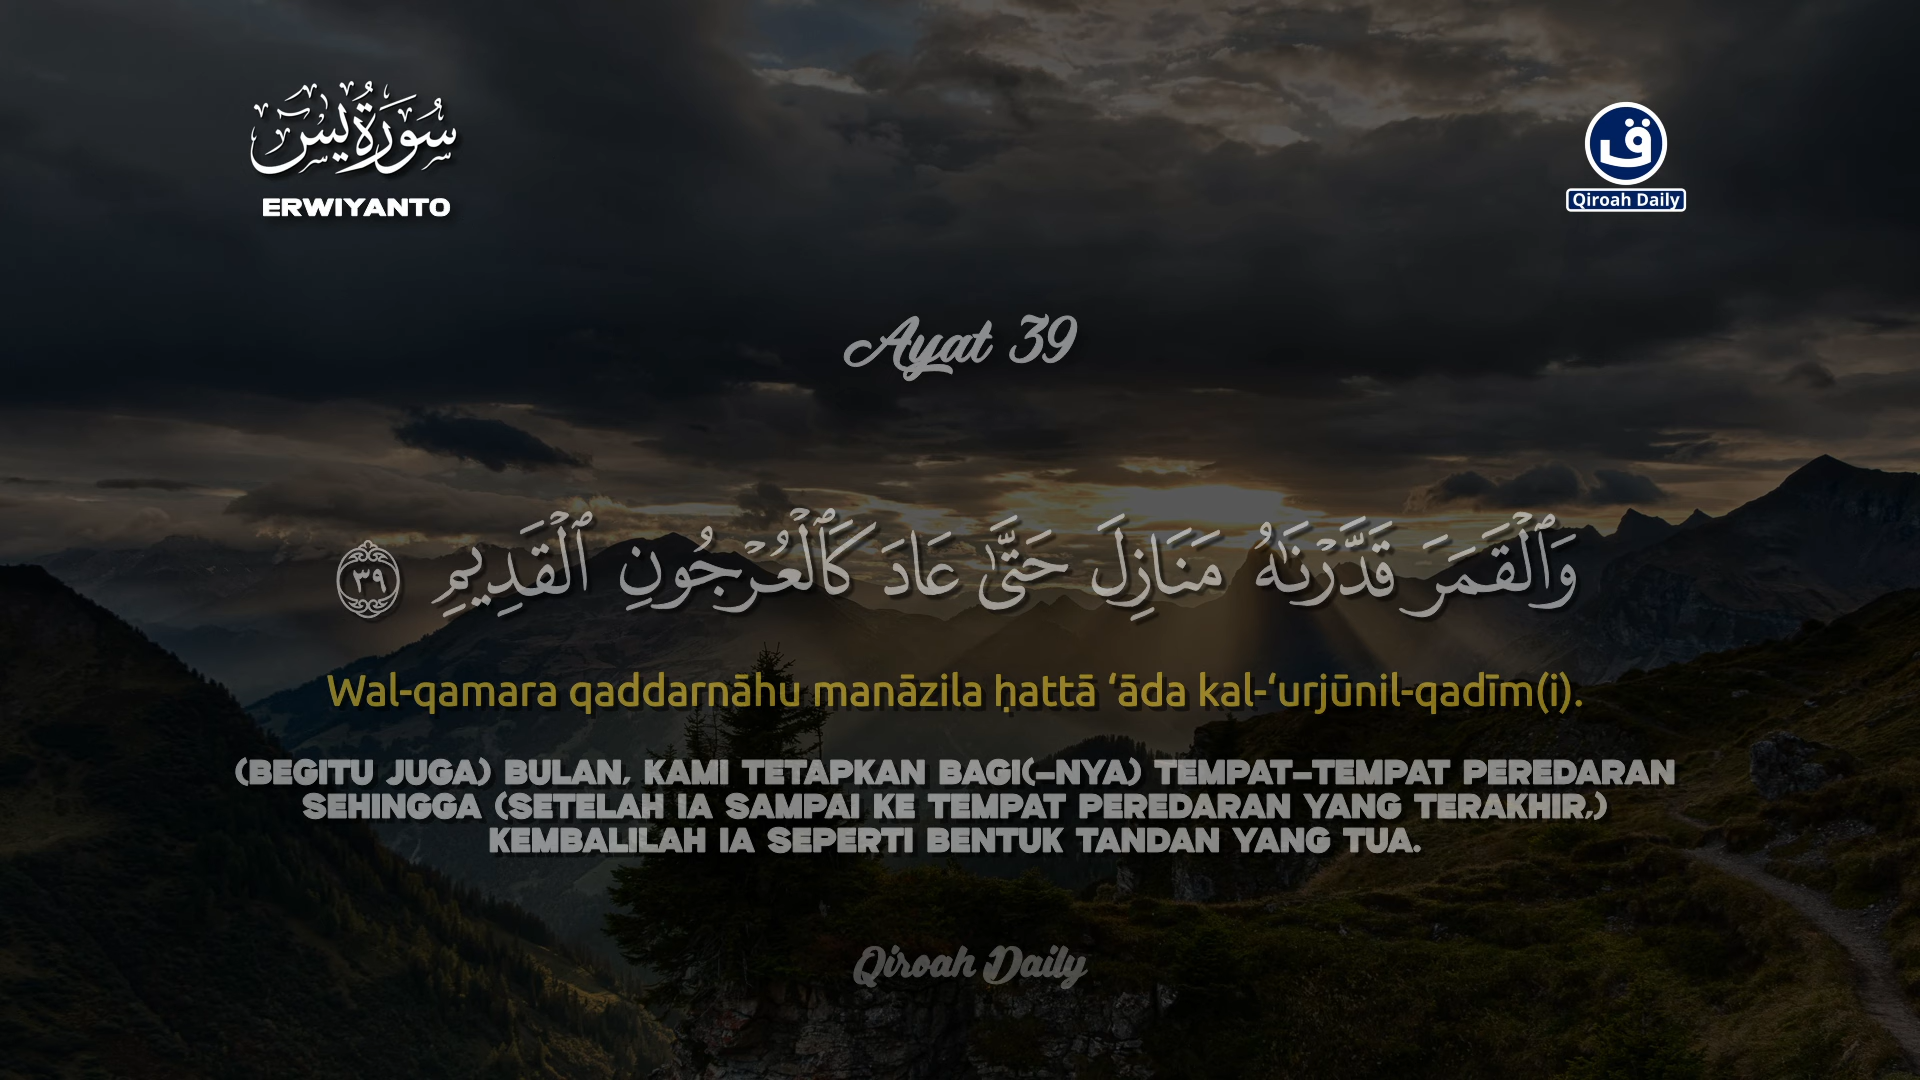 سُورَةُ يسٓ
ERWIYANTO
ق
Qiroah Daily
Ayat 39
وَٱلْقَمَرَ قَدَّرْنَـٰهُ مَنَازِلَ حَتَّىٰ عَادَ كَٱلْعُرْجُونِ ٱلْقَدِيمِ ٣٩
Wal-qamara qaddarnāhu manāzila ḥattā ‘āda kal-‘urjūnil-qadīm(i).
(BEGITU JUGA) BULAN, KAMI TETAPKAN BAGI(-NYA) TEMPAT-TEMPAT PEREDARAN
SEHINGGA (SETELAH IA SAMPAI KE TEMPAT PEREDARAN YANG TERAKHIR,)
KEMBALILAH IA SEPERTI BENTUK TANDAN YANG TUA.
Qiroah Daily